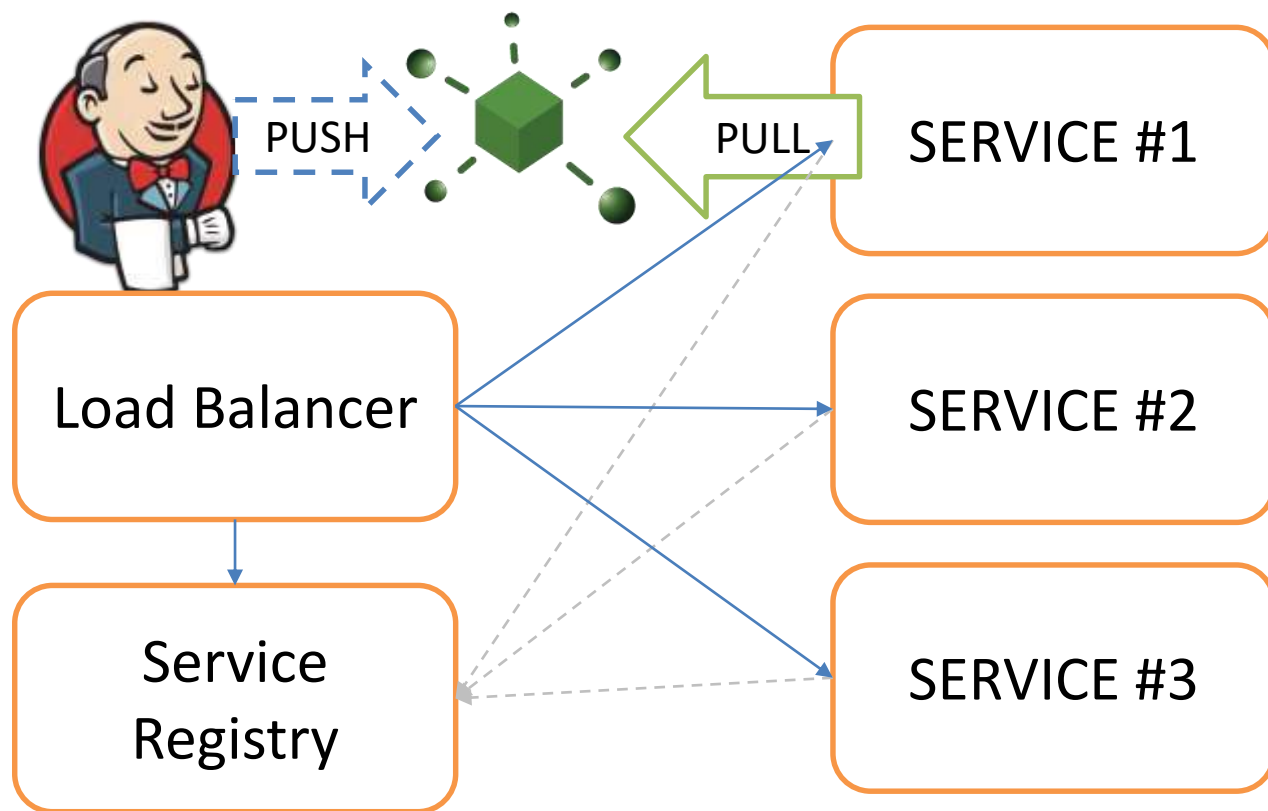 PUSH
PULL
SERVICE #1
Load Balancer
SERVICE #2
Service
Registry
SERVICE #3